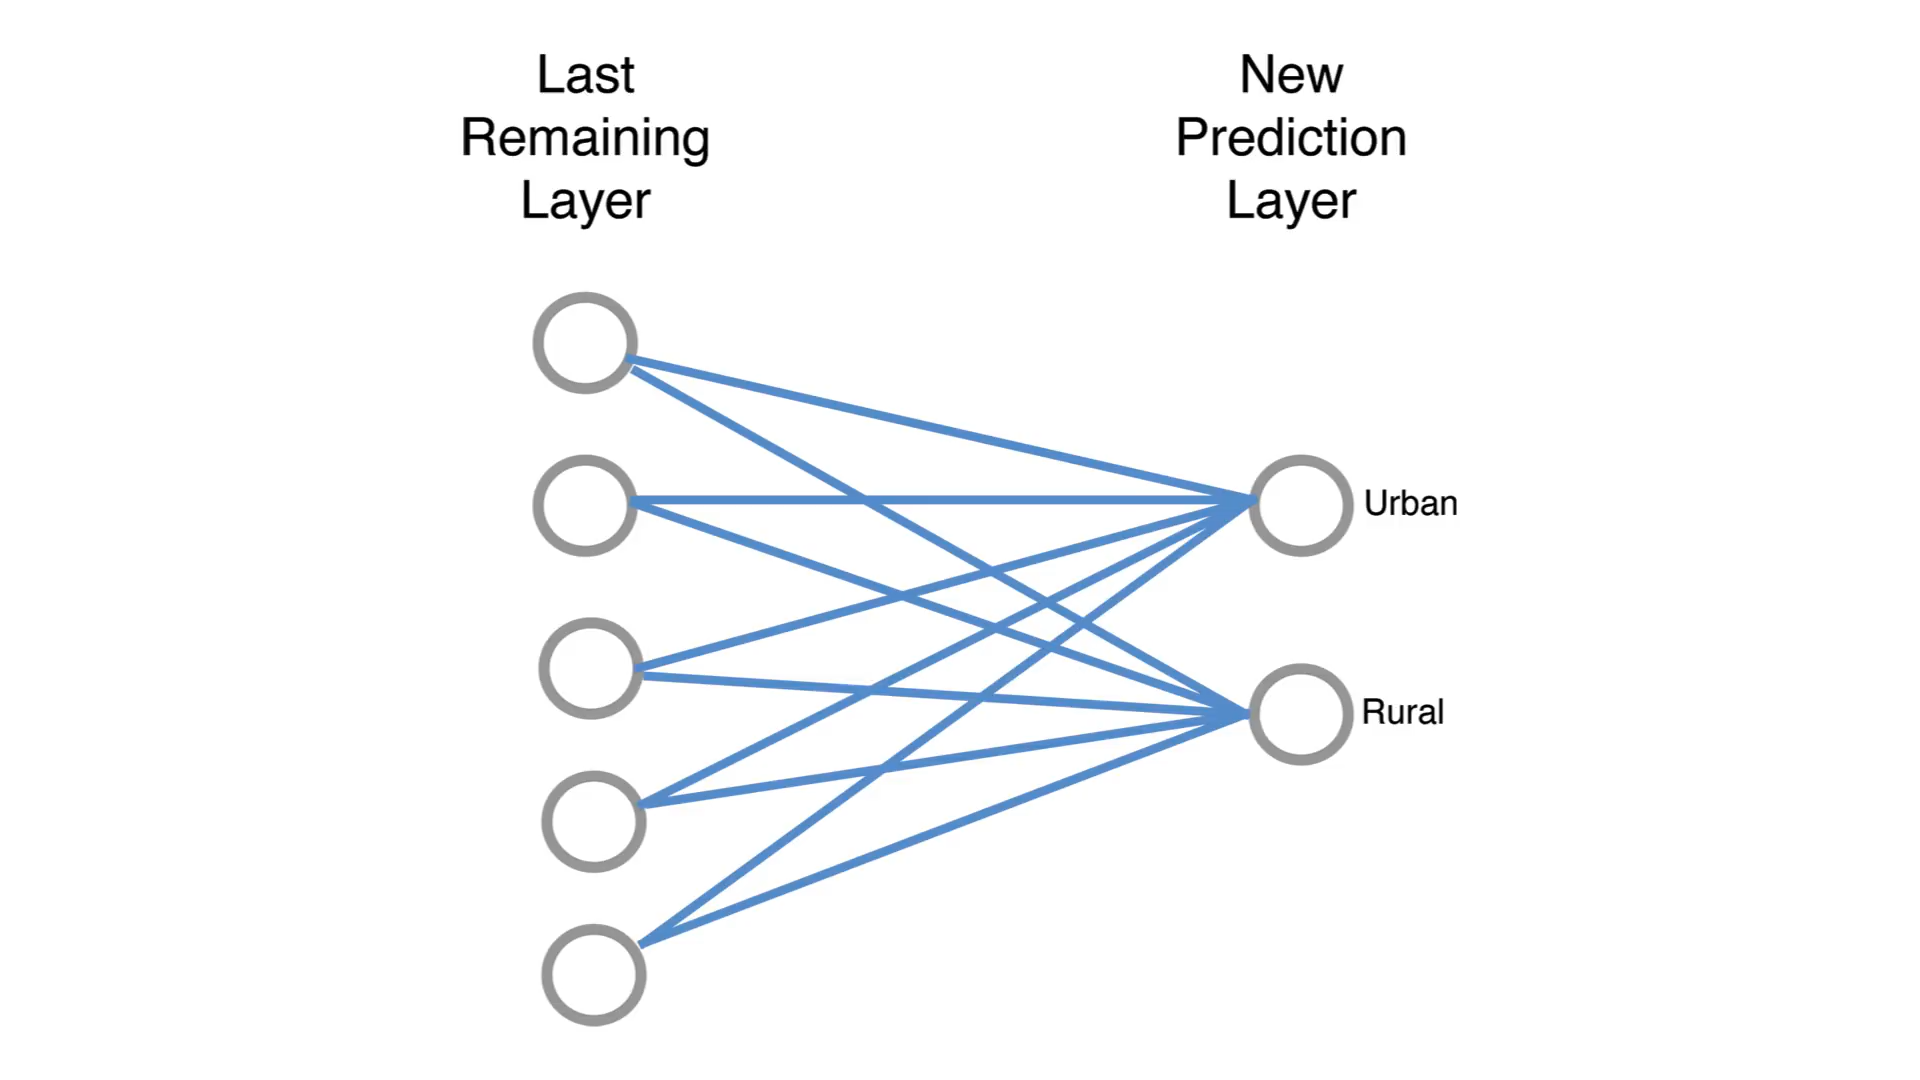 Last
Remaining
Layer
New
Prediction
Layer
Urban
Rural